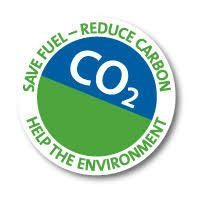 SAVE FUEL – REDUCE CARBON
CO2
HELP THE ENVIRONMENT